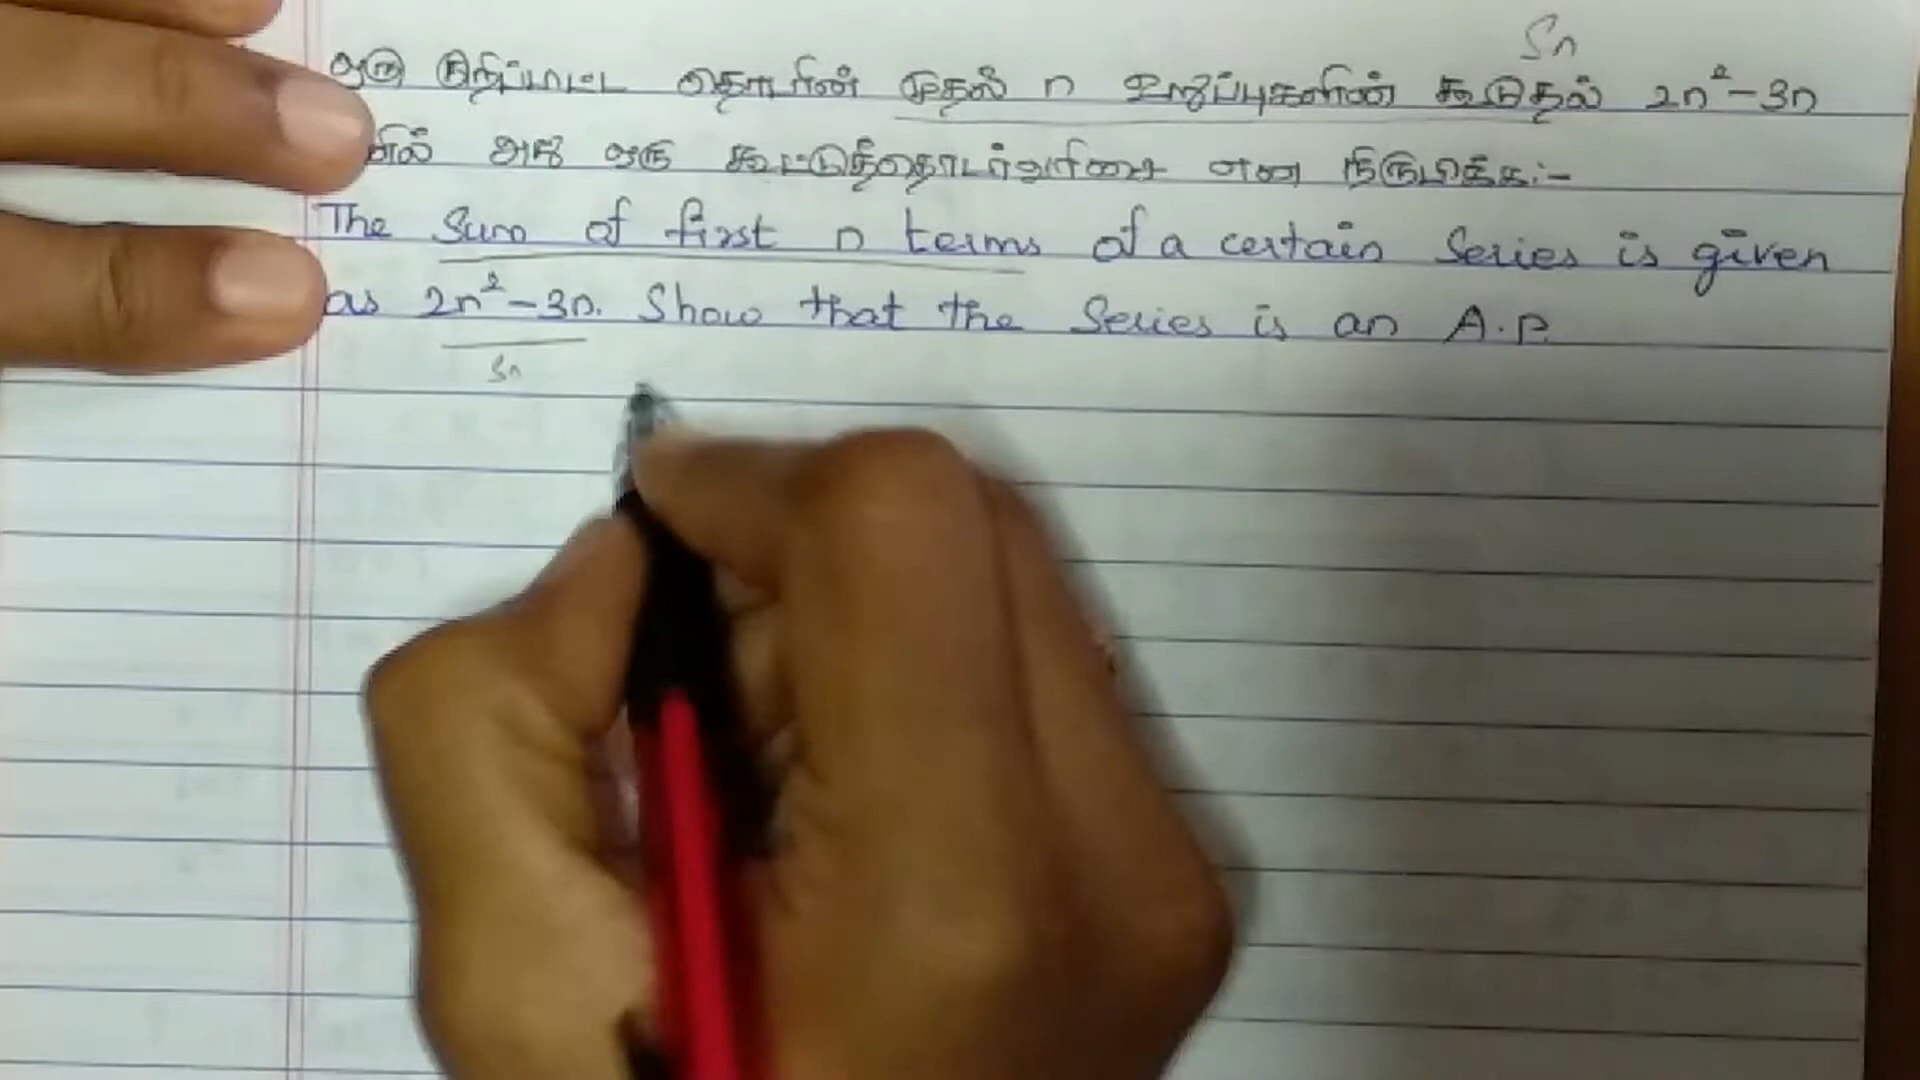 Sn
ஒரு குறிப்பிட்ட தொடரின் முதல் n உறுப்புகளின் கூடுதல் 2n²-3n
னில் அது ஒரு கூட்டுத்தொடர்வரிசை என நிரூபிக்க:-
The Sum of first n terms of a certain Series is given
as 2n²-3n. Show that the Series is an A.P.
Sn